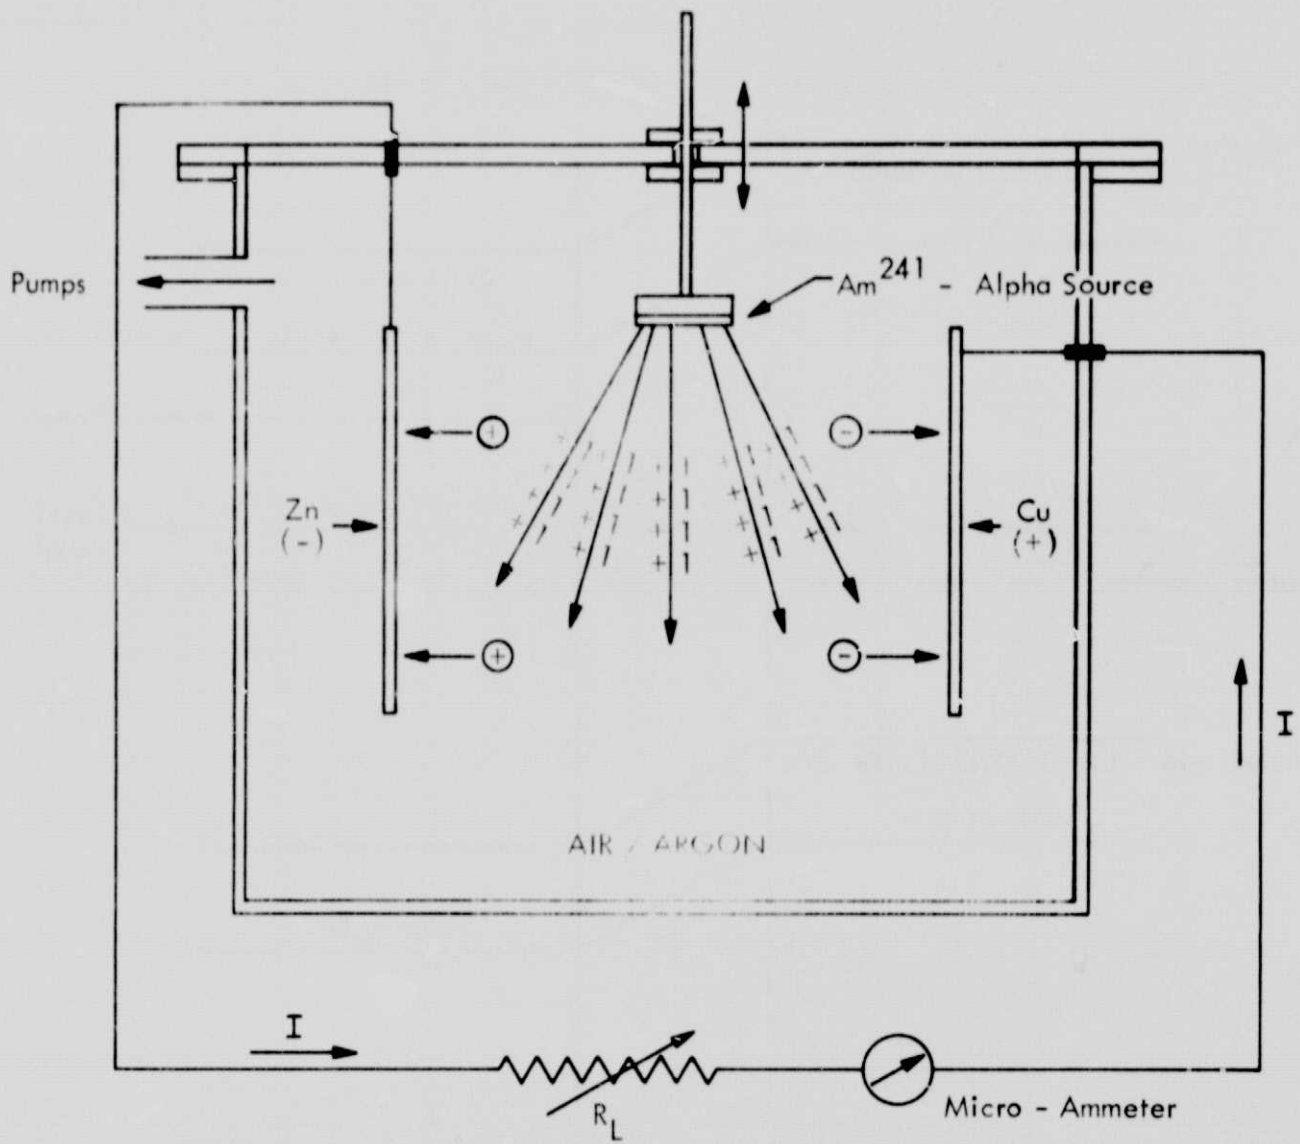 Pumps
Am241 - Alpha Source
+
-
Zn
(-)
Cu
(+)
+
-
I
AIR / ARGON
I
RL
Micro - Ammeter